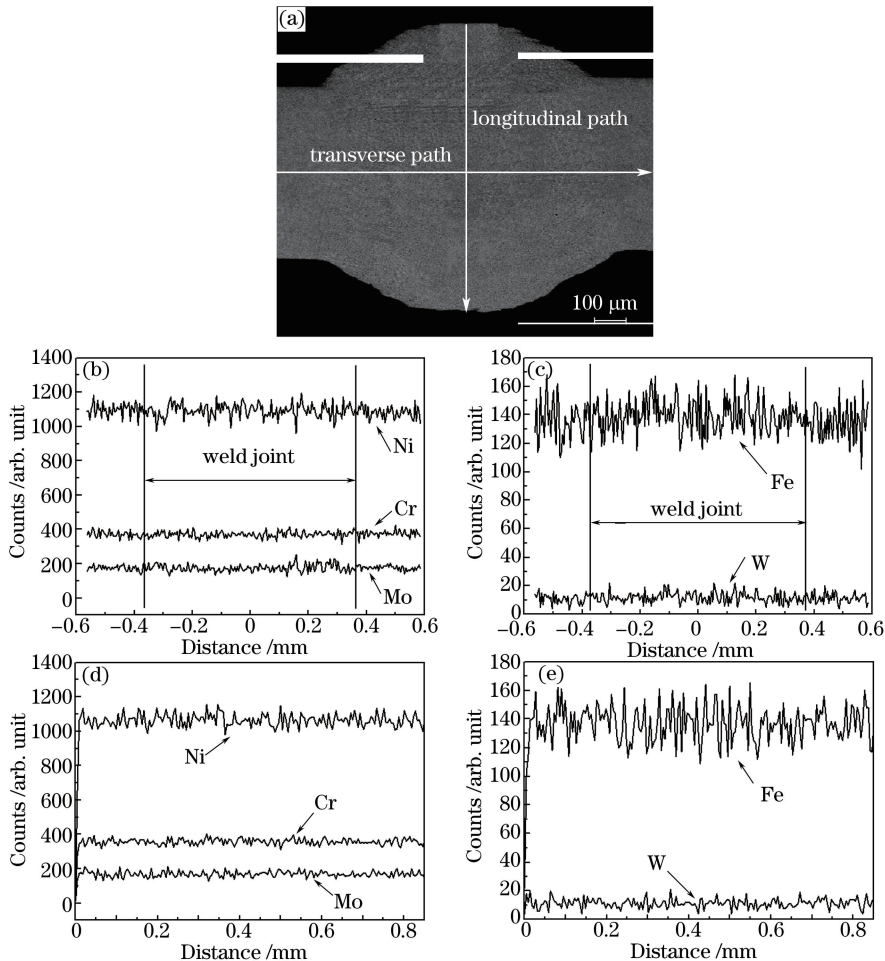 (a)
longitudinal path
transverse path
100 μm
(b)
1400
1200
1000
800
600
400
200
0
Counts /arb. unit
Ni
weld joint
Cr
Mo
−0.6 −0.4 −0.2 0 0.2 0.4 0.6
Distance /mm
(c)
180
160
140
120
100
80
60
40
20
0
Counts /arb. unit
Fe
weld joint
W
−0.6 −0.4 −0.2 0 0.2 0.4 0.6
Distance /mm
(d)
1400
1200
1000
800
600
400
200
0
Counts /arb. unit
Ni
Cr
Mo
0 0.2 0.4 0.6 0.8
Distance /mm
(e)
180
160
140
120
100
80
60
40
20
0
Counts /arb. unit
Fe
W
0 0.2 0.4 0.6 0.8
Distance /mm